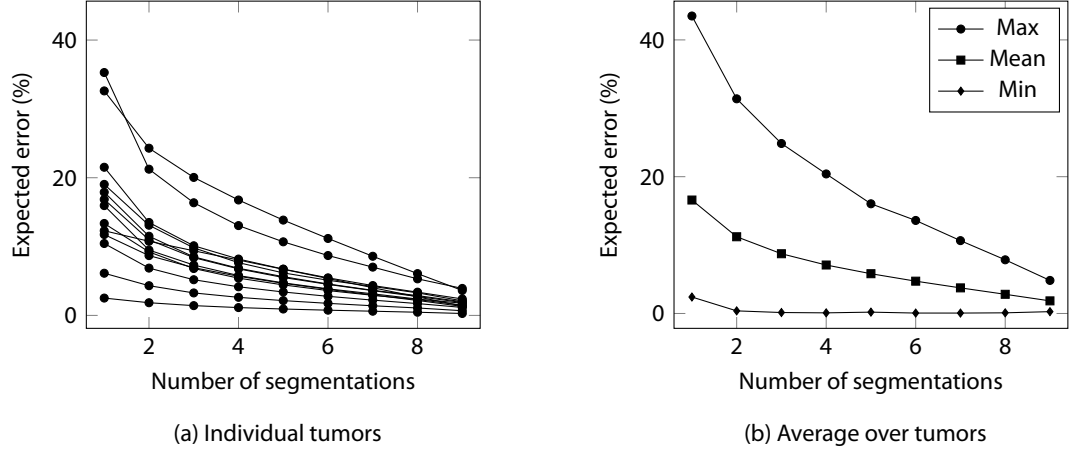 40
20
0
2
4
6
8
Expected error (%)
Number of segmentations
(a) Individual tumors
40
20
0
2
4
6
8
Expected error (%)
Number of segmentations
Max
Mean
Min
(b) Average over tumors